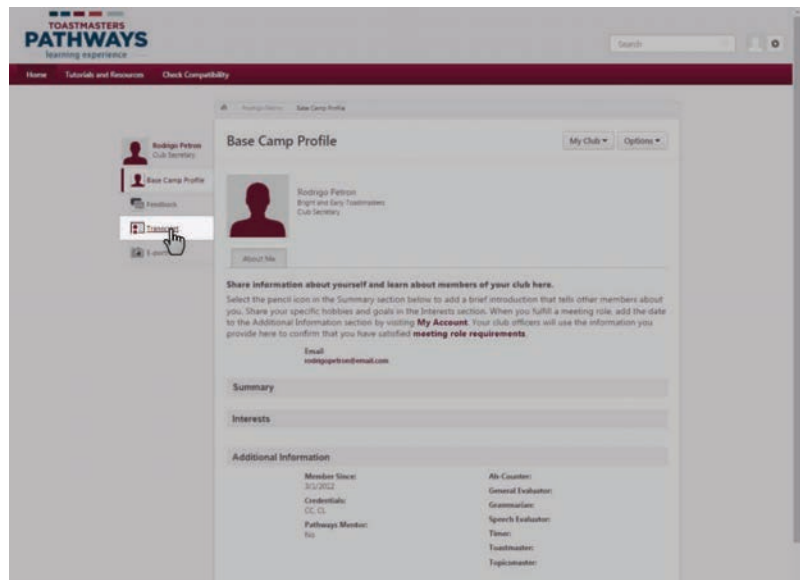 TOASTMASTERS
PATHWAYS
learning experience
Search
Home Tutorials and Resources Check Compatibility
Rodrigo Petron Base Camp Profile
Rodrigo Petron
Club Secretary
Base Camp Profile
Feedback
Transcript
Base Camp Profile
My Club Options
Rodrigo Petron
Bright and Early Toastmasters
Club Secretary
About Me
Share information about yourself and learn about members of your club here.
Select the pencil icon in the Summary section below to add a brief introduction that tells other members about
you. Share your specific hobbies and goals in the Interests section. When you fulfill a meeting role, add the date
to the Additional Information section by visiting My Account. Your club officers will use the information you
provide here to confirm that you have satisfied meeting role requirements.
Email:
rodrigopetron@email.com
Summary
Interests
Additional Information
Member Since:
3/1/2012
Credentials:
CC, CL
Pathways Mentor:
No
Ah-Counter:
General Evaluator:
Grammarian:
Speech Evaluator:
Timer:
Toastmaster:
Topicsmaster: